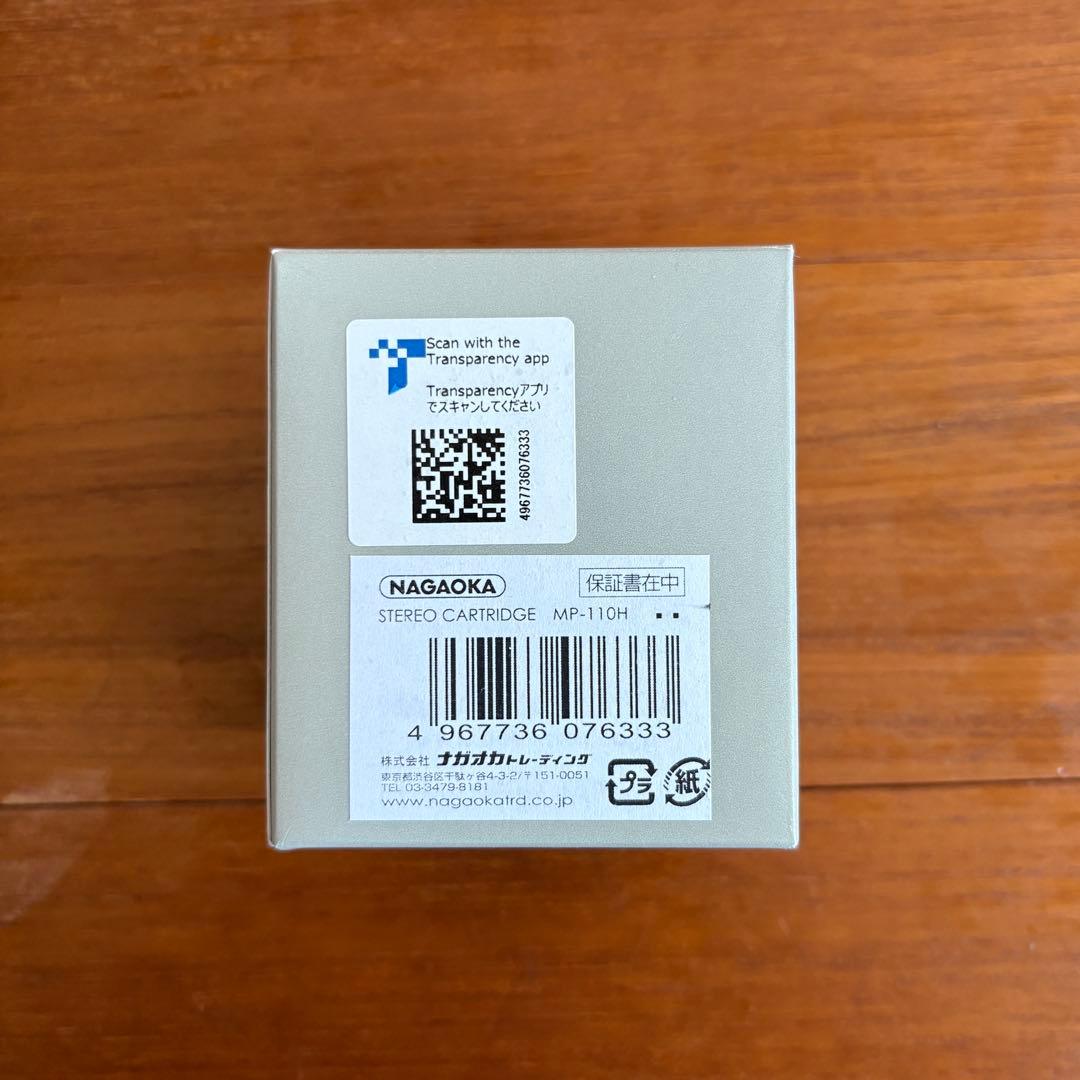 Scan with the
Transparency app
Transparencyアプリ
でスキャンしてください
4967736076333
NAGAOKA
保証書在中
STEREO CARTRIDGE MP-110H ▪ ▪
4 967736 076333
株式会社 ナガオカトレーディング
東京都渋谷区千駄ヶ谷4-3-2/〒151-0051
TEL 03-3479-8181
www.nagaokatrd.co.jp
プラ
紙